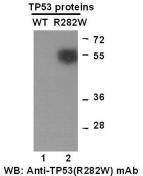 TP53 proteins
WT R282W
72
55
36
28
1 2
WB: Anti-TP53(R282W) mAb